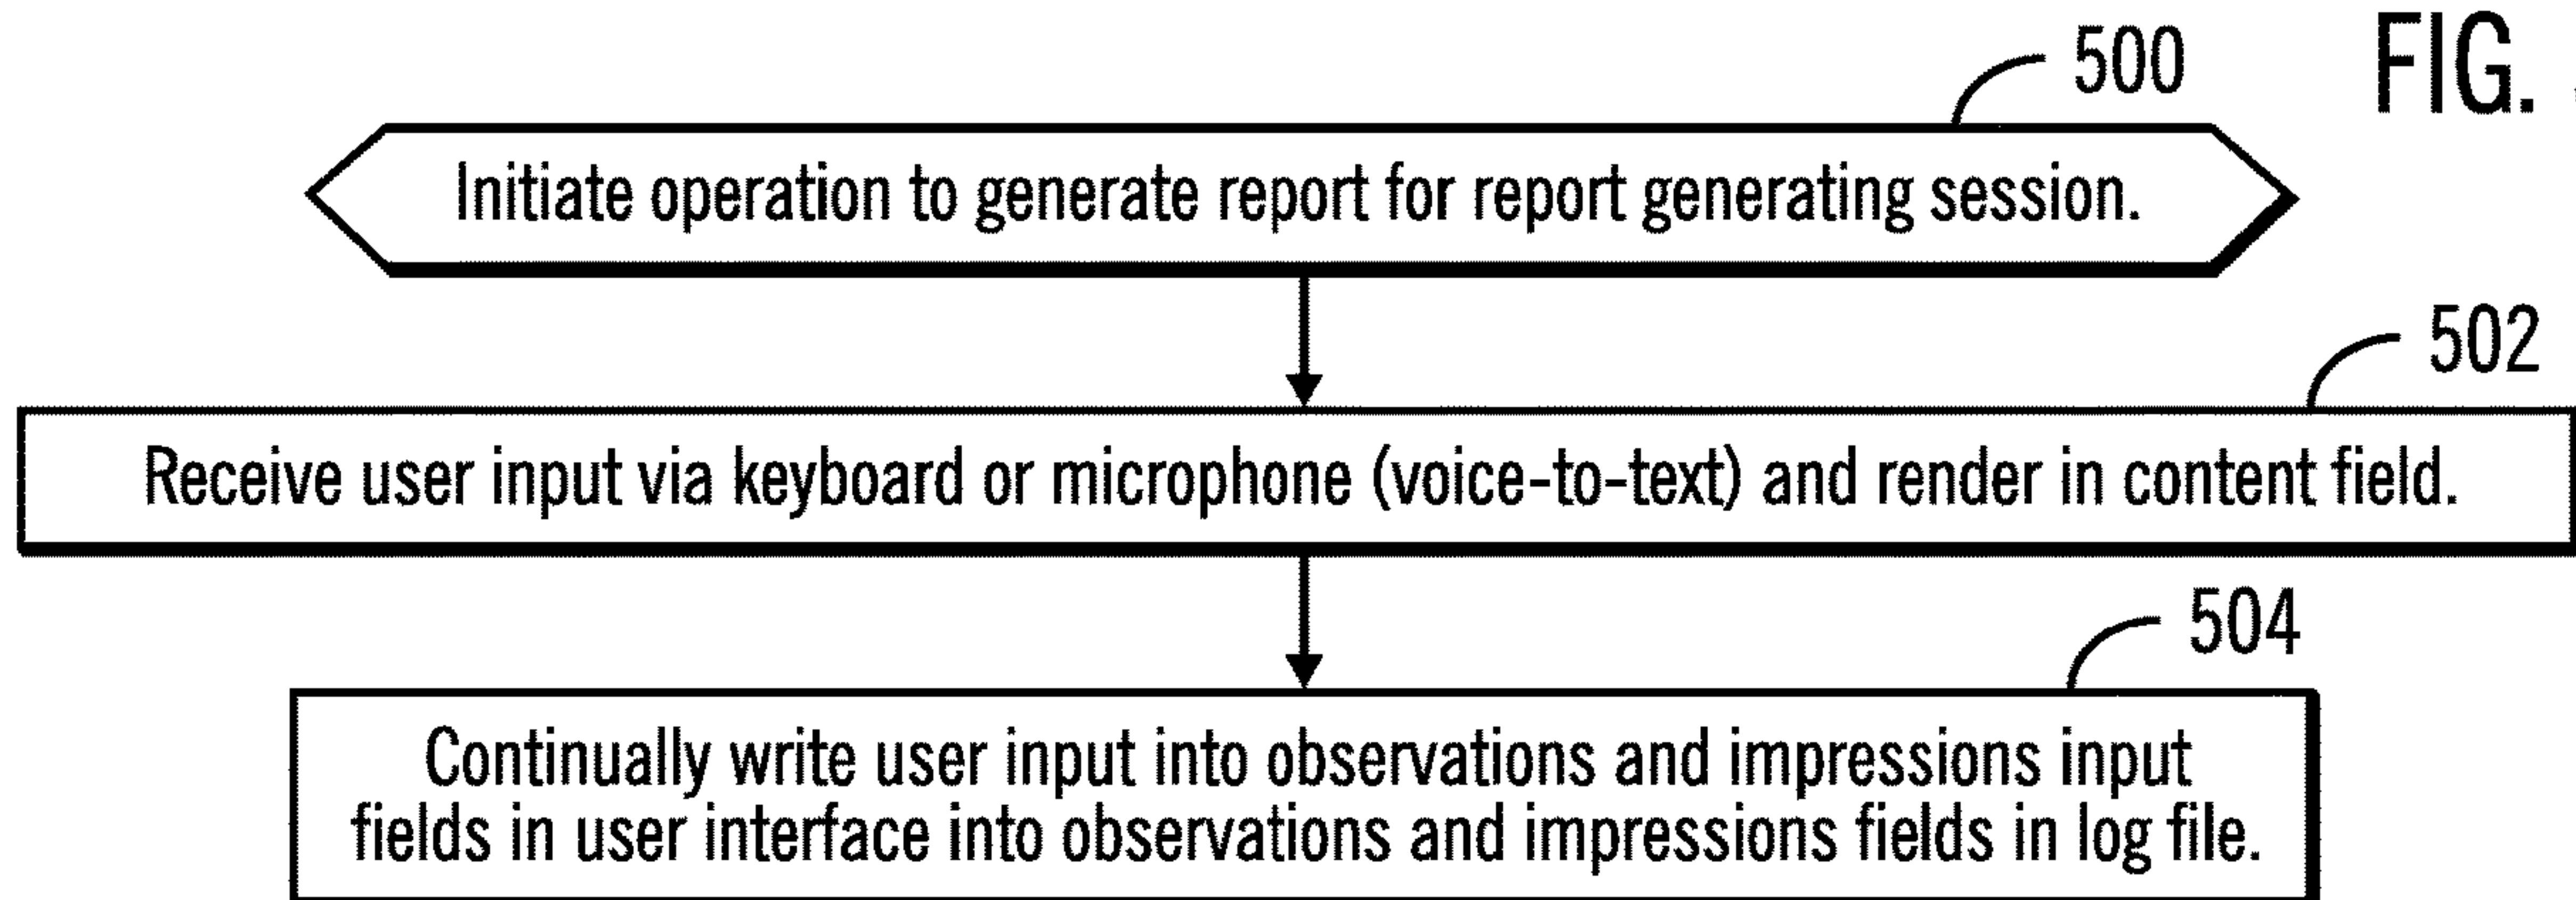 500
FIG.
Initiate operation to generate report for report generating session.
502
Receive user input via keyboard or microphone (voice-to-text) and render in content field.
504
Continually write user input into observations and impressions input
fields in user interface into observations and impressions fields in log file.